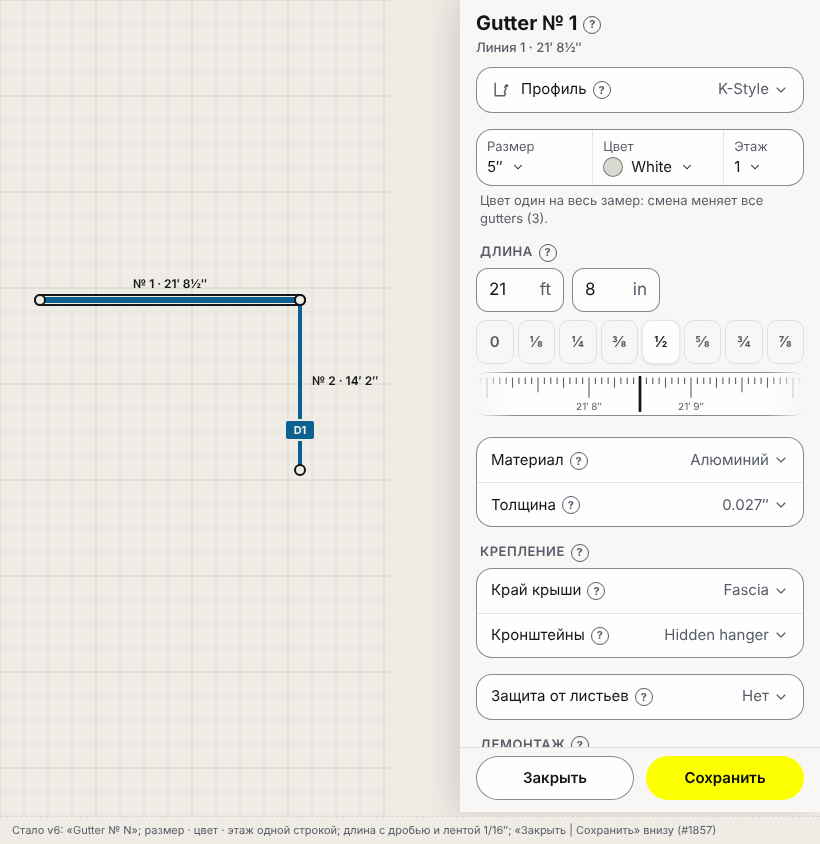 Gutter № 1 ?
Линия 1 · 21′ 8½″
Профиль ? K-Style
Размер Цвет Этаж
5″ White 1
Цвет один на весь замер: смена меняет все
gutters (3).
ДЛИНА ?
21 ft 8 in
0 ⅛ ¼ ⅜ ½ ⅝ ¾ ⅞
21′ 8″ 21′ 9″
Материал ? Алюминий
Толщина ? 0.027″
КРЕПЛЕНИЕ ?
Край крыши ? Fascia
Кронштейны ? Hidden hanger
Защита от листьев ? Нет
ДЕМОНТАЖ ?
Закрыть Сохранить
№ 1 · 21′ 8½″
№ 2 · 14′ 2″
D1
Стало v6: «Gutter № N»; размер · цвет · этаж одной строкой; длина с дробью и лентой 1/16″; «Закрыть | Сохранить» внизу (#1857)